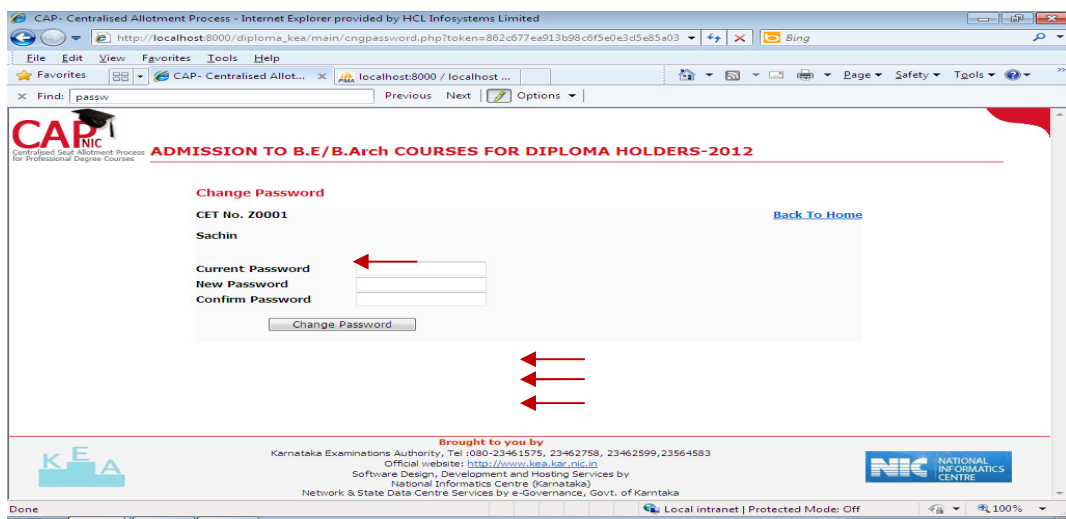 CAP- Centralised Allotment Process - Internet Explorer provided by HCL Infosystems Limited
http://localhost:8000/diploma_kea/main/cngpassword.php?token=862c677ea913b98c6f5e0e3d5e85a03
Bing
File Edit View Favorites Tools Help
Favorites CAP- Centralised Allot... localhost:8000 / localhost ... Page Safety Tools
Find: passw Previous Next Options
CAP NIC
Centralised Seat Allotment Process
for Professional Degree Courses
ADMISSION TO B.E/B.Arch COURSES FOR DIPLOMA HOLDERS-2012
Change Password
CET No. Z0001 Back To Home
Sachin
Current Password
New Password
Confirm Password
Change Password
Brought to you by
Karnataka Examinations Authority, Tel :080-23461575, 23462758, 23462599,23564583
Official website: http://www.kea.kar.nic.in
Software Design, Development and Hosting Services by
National Informatics Centre (Karnataka)
Network & State Data Centre Services by e-Governance, Govt. of Karntaka
KEA
NIC NATIONAL INFORMATICS CENTRE
Done Local intranet | Protected Mode: Off 100%